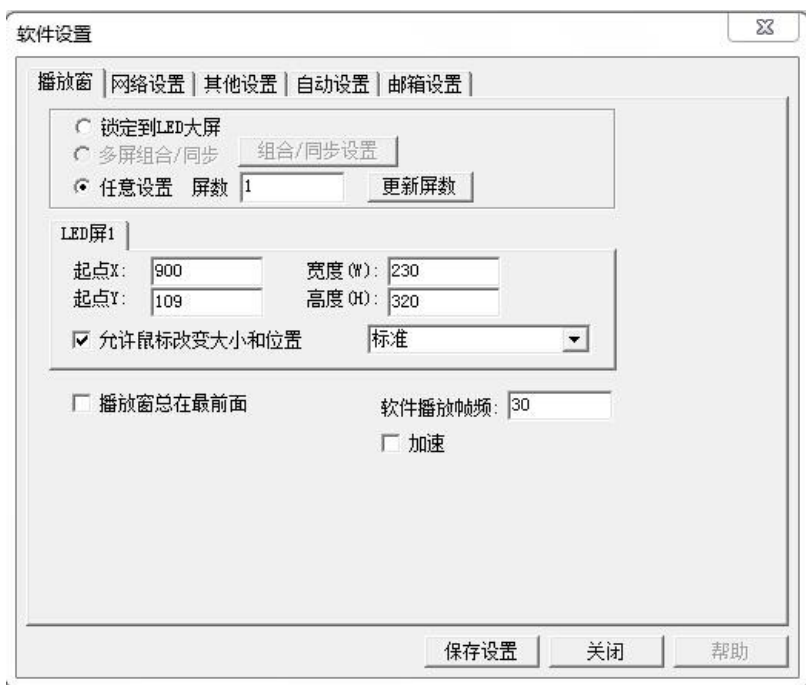 软件设置
播放窗 网络设置 其他设置 自动设置 邮箱设置
锁定到LED大屏
多屏组合/同步 组合/同步设置
任意设置 屏数 1 更新屏数
LED屏1
起点X: 900 宽度(W): 230
起点Y: 109 高度(H): 320
允许鼠标改变大小和位置 标准
播放窗总在最前面 软件播放帧频: 30
加速
保存设置 关闭 帮助